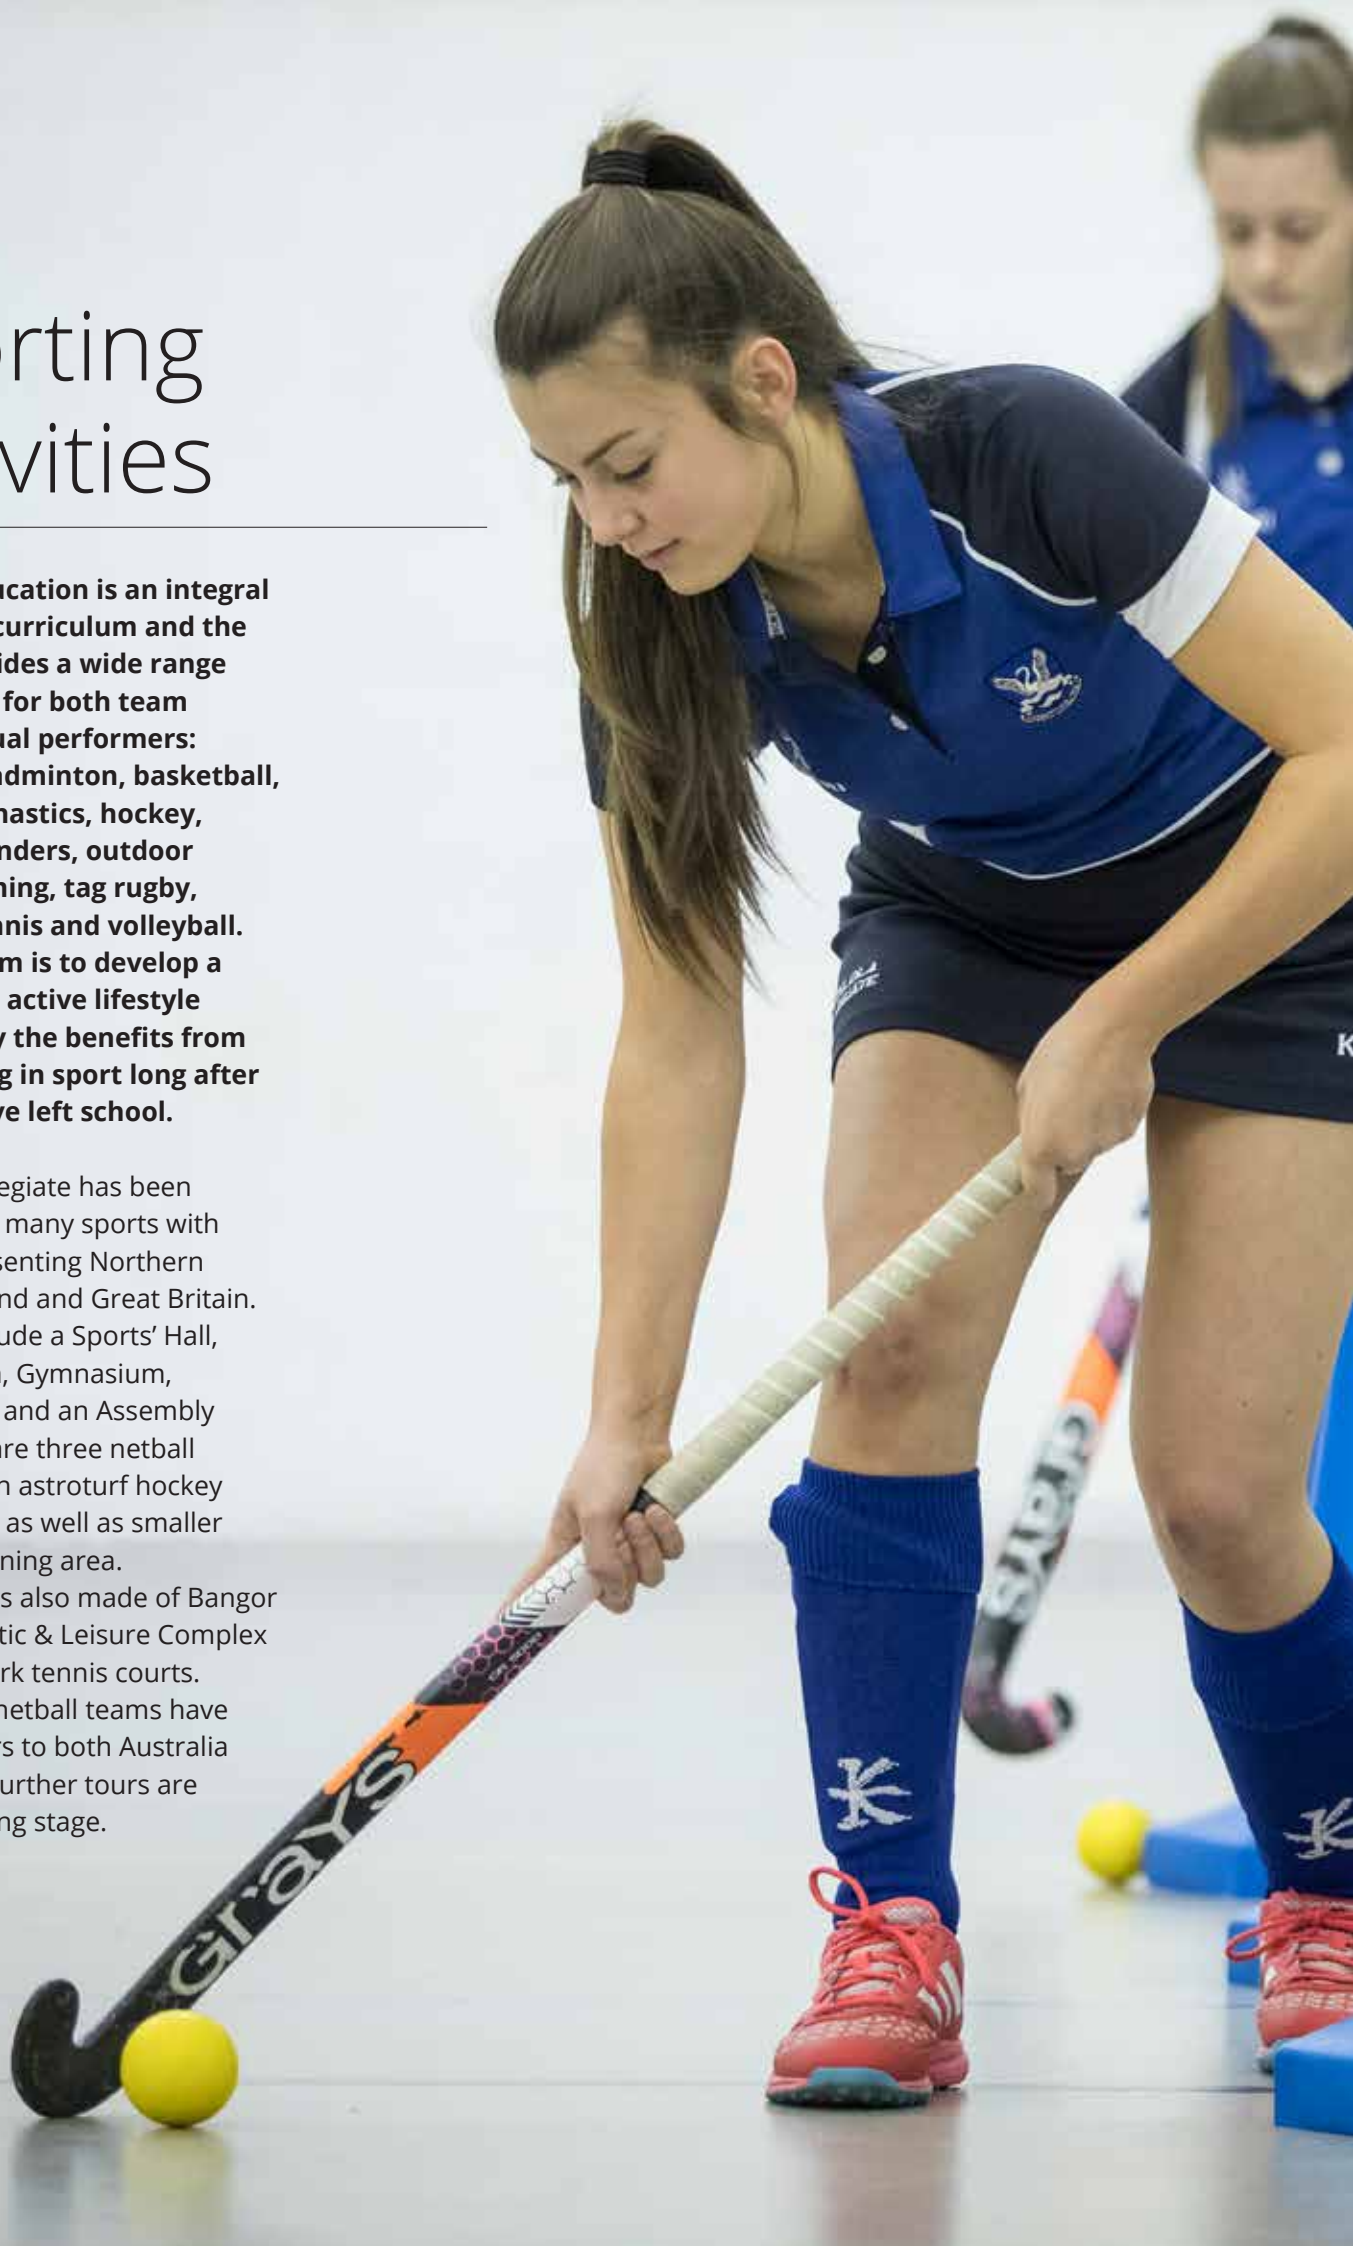 rting
vities
ucation is an integral
curriculum and the
ides a wide range
for both team
ual performers:
adminton, basketball,
nastics, hockey,
nders, outdoor
ning, tag rugby,
nnis and volleyball.
m is to develop a
active lifestyle
y the benefits from
g in sport long after
ve left school.
egiate has been
many sports with
senting Northern
nd and Great Britain.
ude a Sports’ Hall,
, Gymnasium,
and an Assembly
are three netball
n astroturf hockey
as well as smaller
ning area.
s also made of Bangor
tic & Leisure Complex
rk tennis courts.
netball teams have
rs to both Australia
urther tours are
ng stage.
K
GRAYS
GRAYS
K
K